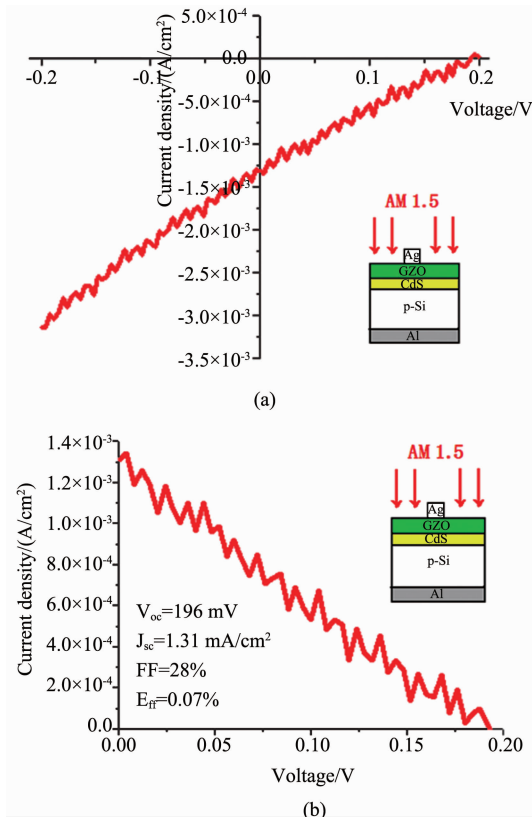 5.0×10⁻⁴
0.0
-0.2
-0.1
0.0
0.1
0.2
-5.0×10⁻⁴
-1.0×10⁻³
-1.5×10⁻³
-2.0×10⁻³
-2.5×10⁻³
-3.0×10⁻³
-3.5×10⁻³
Current density/(A/cm²)
Voltage/V
AM 1.5
Ag
GZO
CdS
p-Si
Al
(a)
1.4×10⁻³
1.2×10⁻³
1.0×10⁻³
8.0×10⁻⁴
6.0×10⁻⁴
4.0×10⁻⁴
2.0×10⁻⁴
0.0
Current density/(A/cm²)
AM 1.5
Ag
GZO
CdS
p-Si
Al
V_oc=196 mV
J_sc=1.31 mA/cm²
FF=28%
E_ff=0.07%
0.00
0.05
0.10
0.15
0.20
Voltage/V
(b)